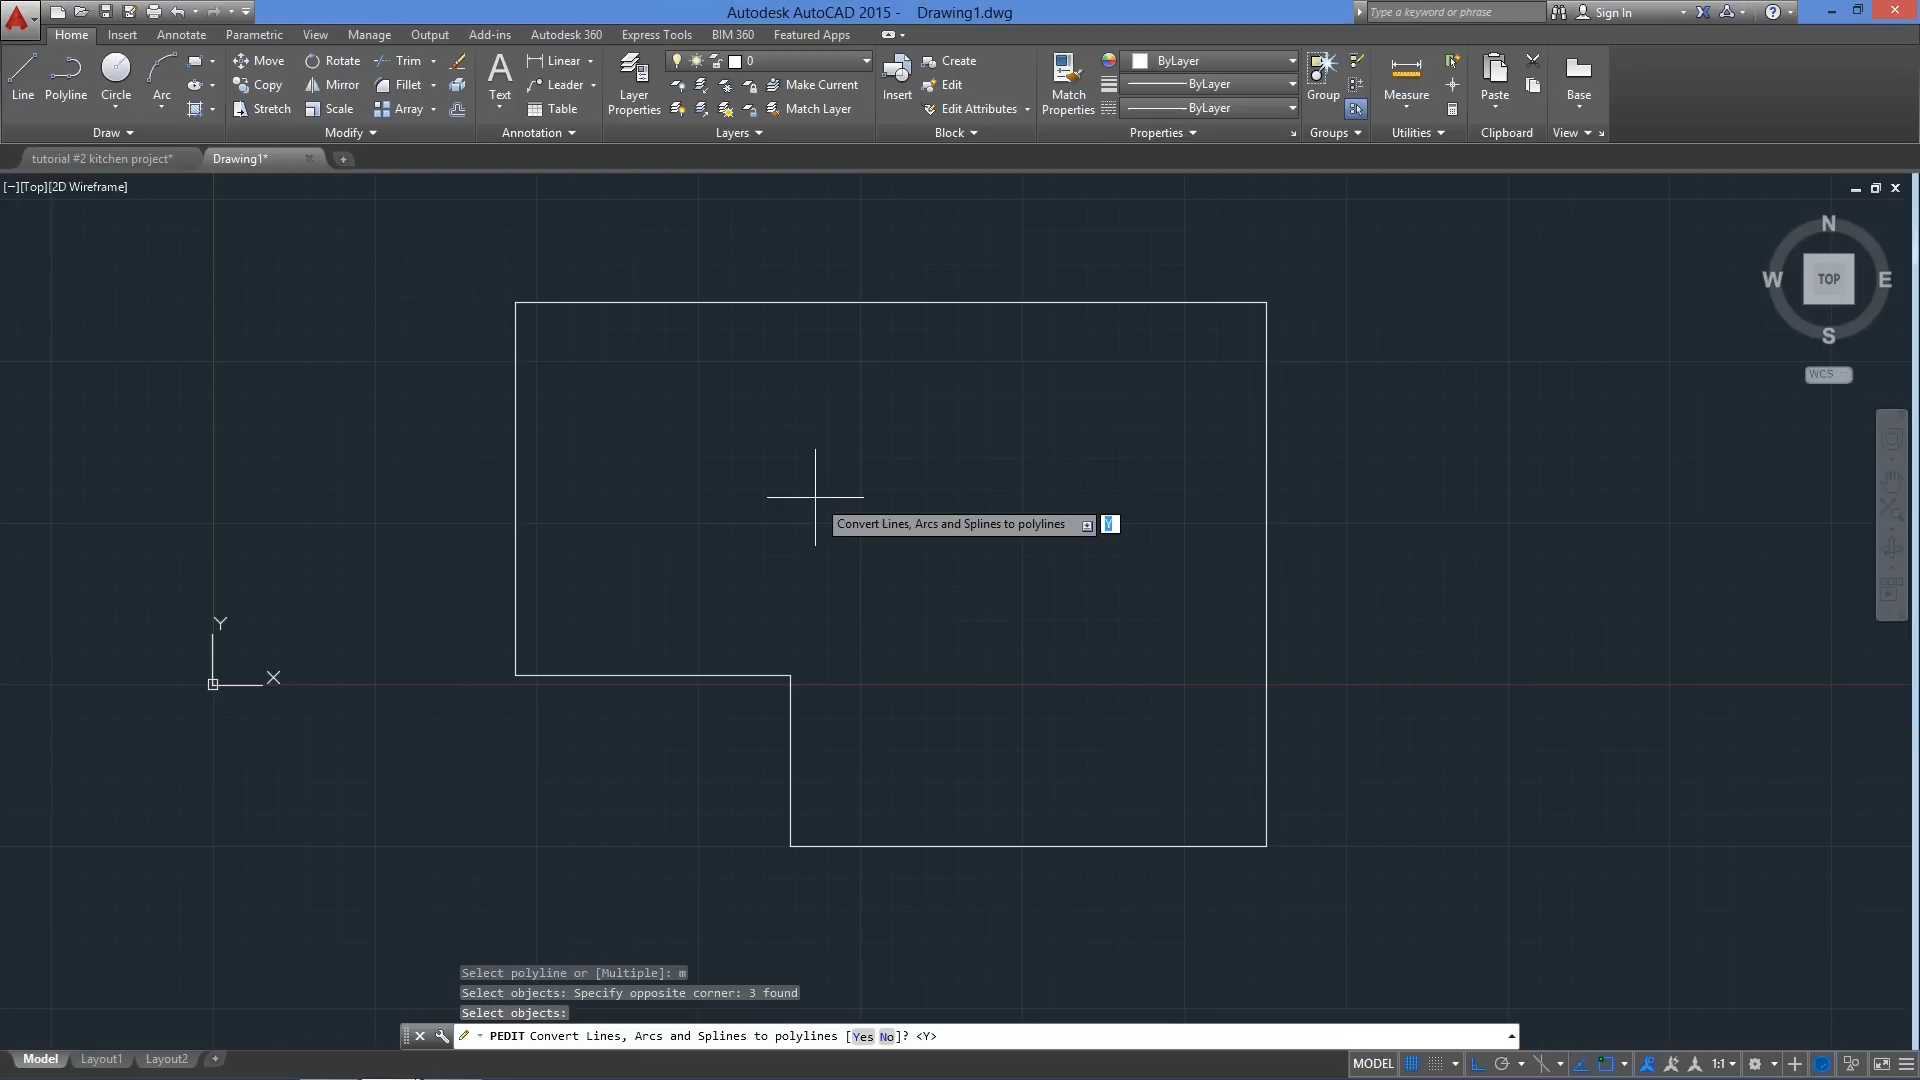 Autodesk AutoCAD 2015 - Drawing1.dwg
Type a keyword or phrase
Sign In
Home Insert Annotate Parametric View Manage Output Add-ins Autodesk 360 Express Tools BIM 360 Featured Apps
Line Polyline Circle Arc
Draw
Move Rotate Trim
Copy Mirror Fillet
Stretch Scale Array
Modify
Text
Linear
Leader
Table
Annotation
Layer
Properties
0
Make Current
Match Layer
Layers
Insert
Create
Edit
Edit Attributes
Block
Match
Properties
ByLayer
ByLayer
ByLayer
Properties
Group
Groups
Measure
Utilities
Paste
Clipboard
Base
View
tutorial #2 kitchen project*
Drawing1*
[−][Top][2D Wireframe]
N
W TOP E
S
WCS
Convert Lines, Arcs and Splines to polylines Y
Y
X
Select polyline or [Multiple]: m
Select objects: Specify opposite corner: 3 found
Select objects:
PEDIT Convert Lines, Arcs and Splines to polylines [Yes No]? <Y>
Model Layout1 Layout2
MODEL
1:1